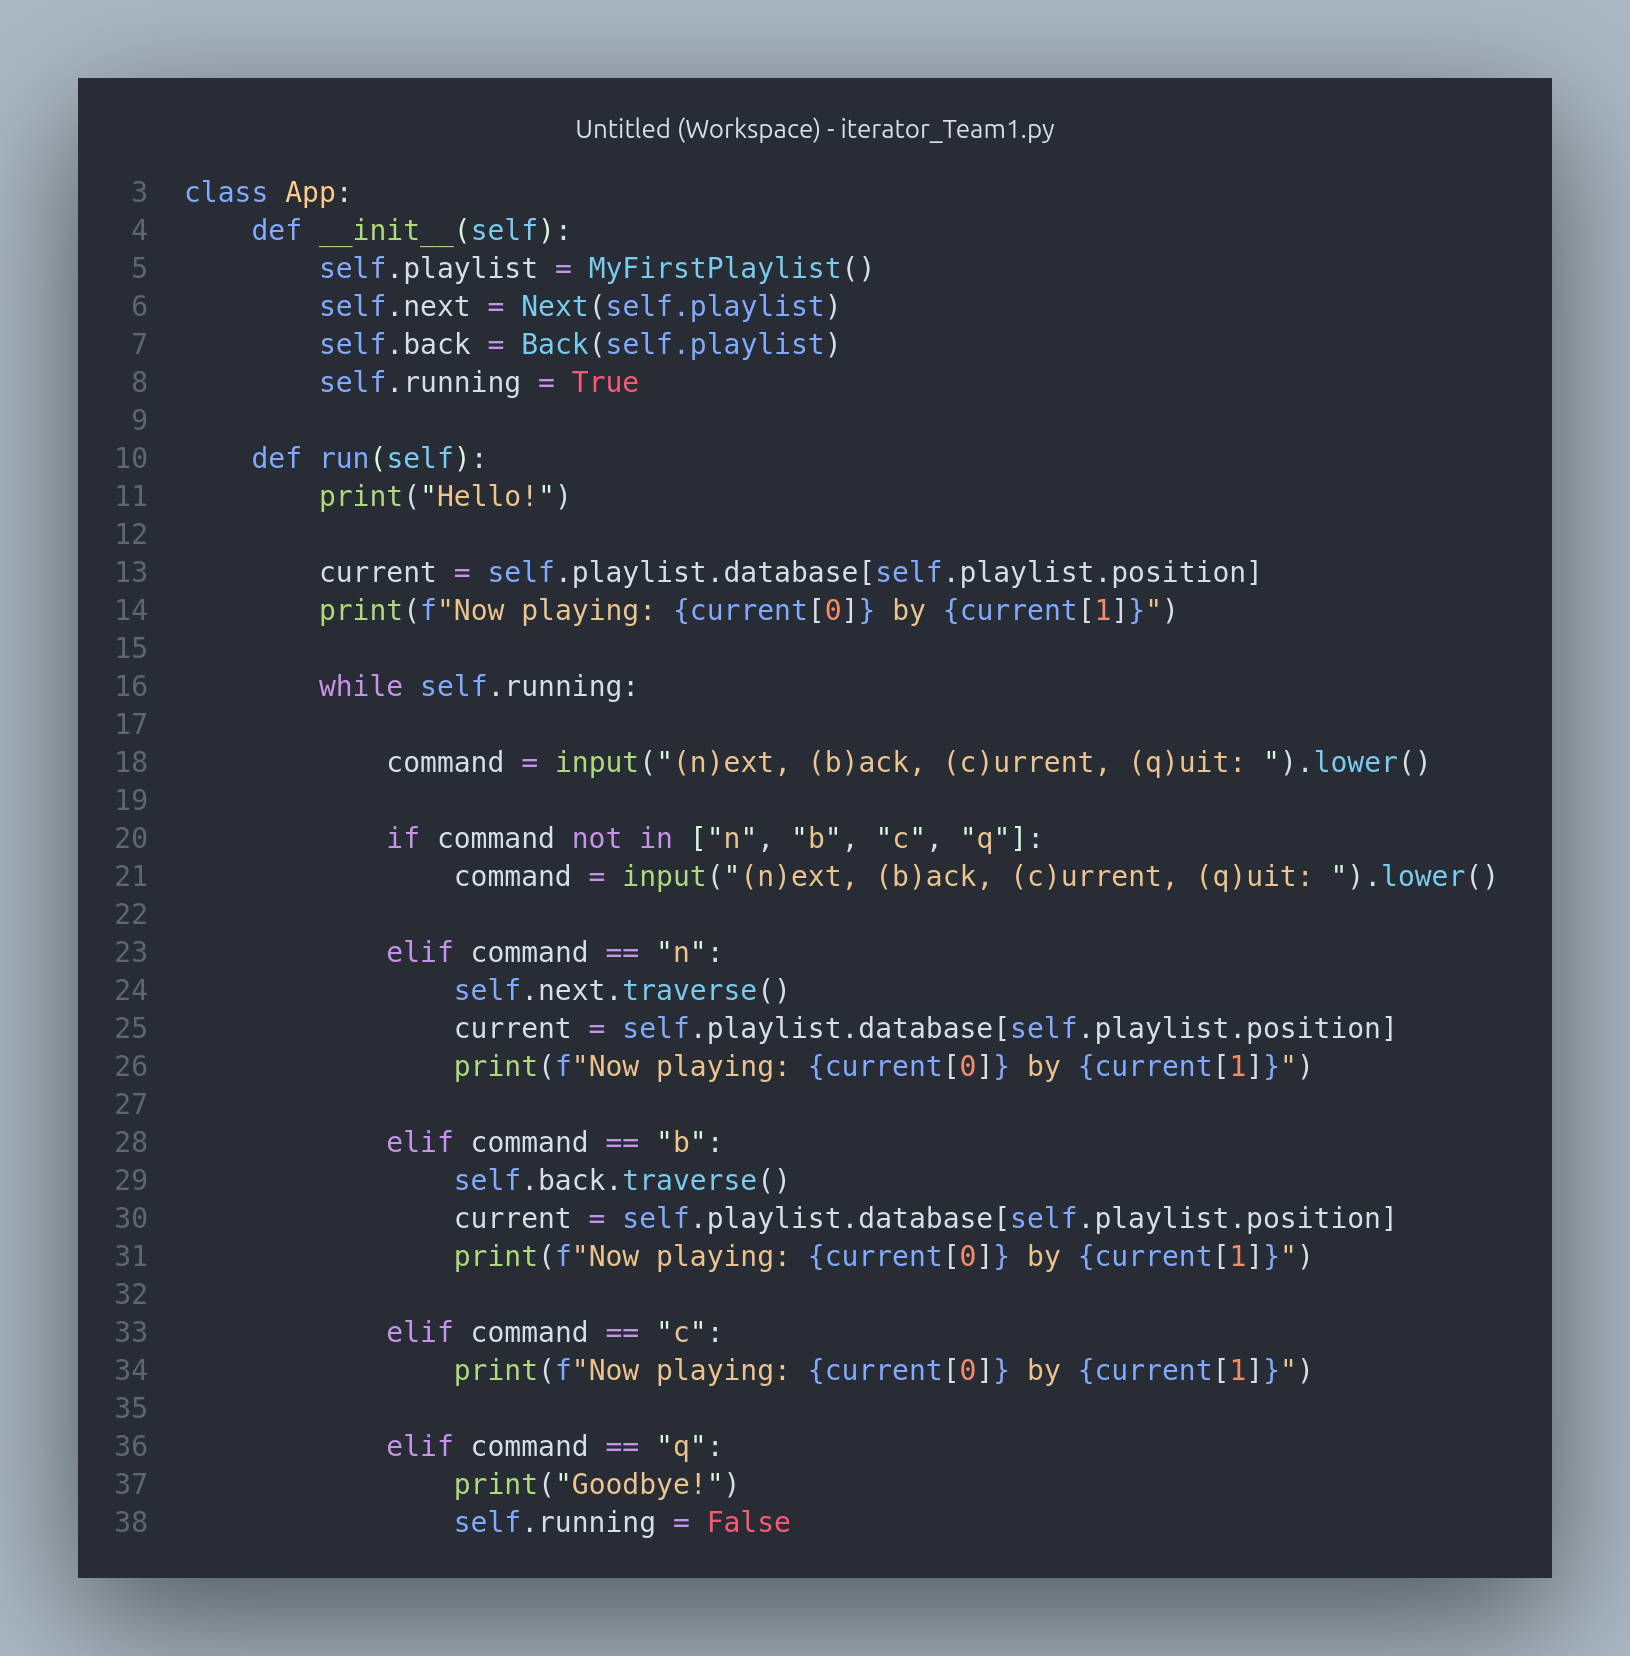 Untitled (Workspace) - iterator_Team1.py
3 class App:
4     def __init__(self):
5         self.playlist = MyFirstPlaylist()
6         self.next = Next(self.playlist)
7         self.back = Back(self.playlist)
8         self.running = True
9
10     def run(self):
11         print("Hello!")
12
13         current = self.playlist.database[self.playlist.position]
14         print(f"Now playing: {current[0]} by {current[1]}")
15
16         while self.running:
17
18             command = input("(n)ext, (b)ack, (c)urrent, (q)uit: ").lower()
19
20             if command not in ["n", "b", "c", "q"]:
21                 command = input("(n)ext, (b)ack, (c)urrent, (q)uit: ").lower()
22
23             elif command == "n":
24                 self.next.traverse()
25                 current = self.playlist.database[self.playlist.position]
26                 print(f"Now playing: {current[0]} by {current[1]}")
27
28             elif command == "b":
29                 self.back.traverse()
30                 current = self.playlist.database[self.playlist.position]
31                 print(f"Now playing: {current[0]} by {current[1]}")
32
33             elif command == "c":
34                 print(f"Now playing: {current[0]} by {current[1]}")
35
36             elif command == "q":
37                 print("Goodbye!")
38                 self.running = False